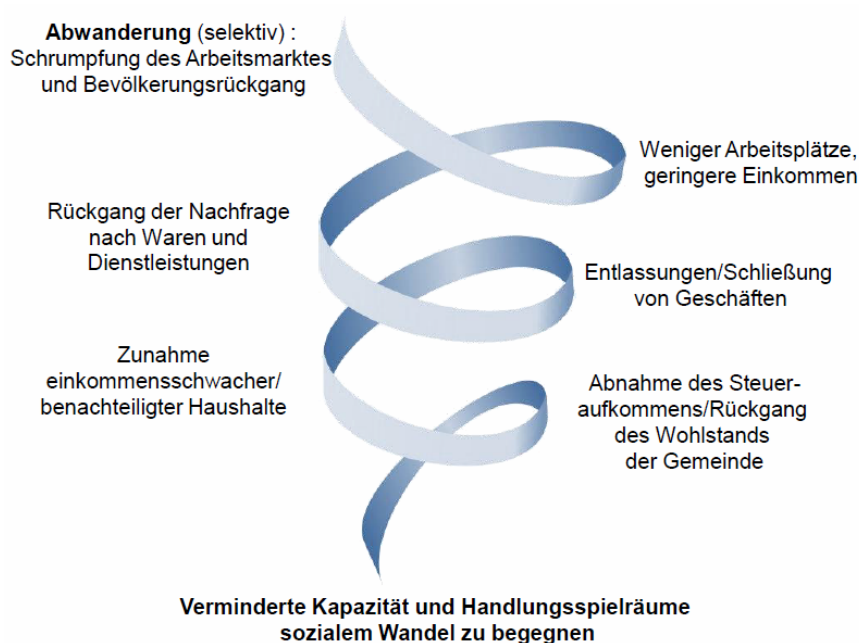 Abwanderung (selektiv) :
Schrumpfung des Arbeitsmarktes
und Bevölkerungsrückgang
Weniger Arbeitsplätze,
geringere Einkommen
Rückgang der Nachfrage
nach Waren und
Dienstleistungen
Entlassungen/Schließung
von Geschäften
Zunahme
einkommensschwacher/
benachteiligter Haushalte
Abnahme des Steuer-
aufkommens/Rückgang
des Wohlstands
der Gemeinde
Verminderte Kapazität und Handlungsspielräume
sozialem Wandel zu begegnen